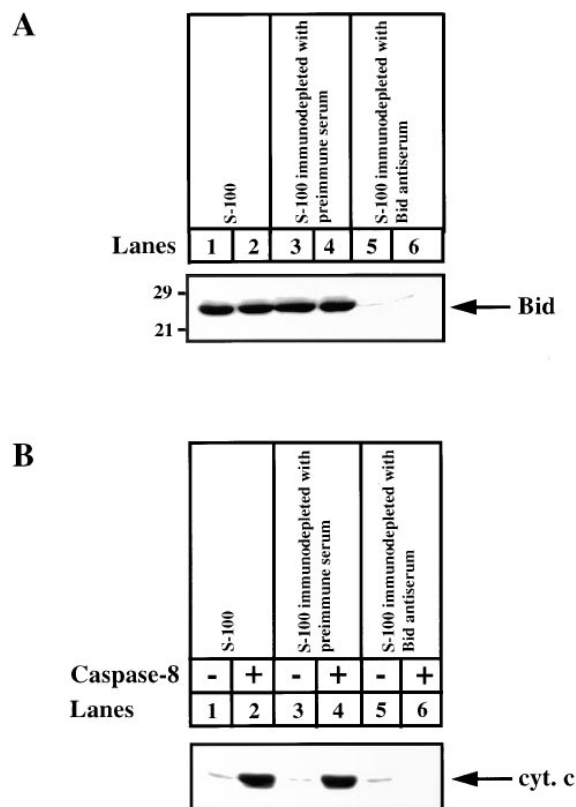 A
S-100
S-100 immunodepleted with
preimmune serum
S-100 immunodepleted with
Bid antiserum
Lanes 1 2 3 4 5 6
29
Bid
21
B
S-100
S-100 immunodepleted with
preimmune serum
S-100 immunodepleted with
Bid antiserum
Caspase-8 - + - + - +
Lanes 1 2 3 4 5 6
cyt. c